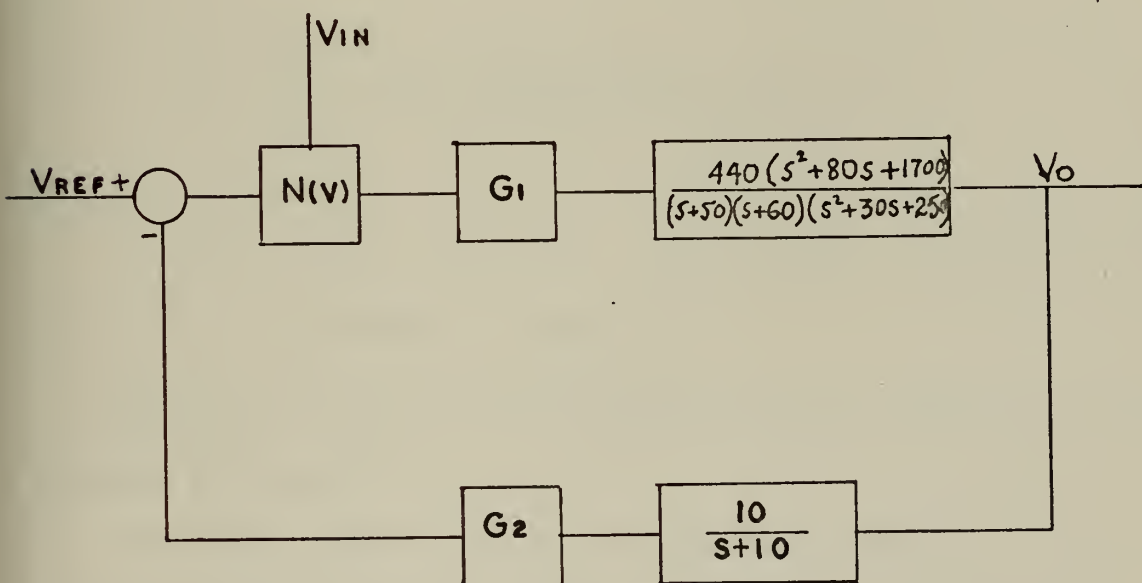 VIN
VREF +
-
N(V)
G1
440 (s²+80s+1700)
(s+50)(s+60)(s²+30s+250)
VO
G2
10
S+10